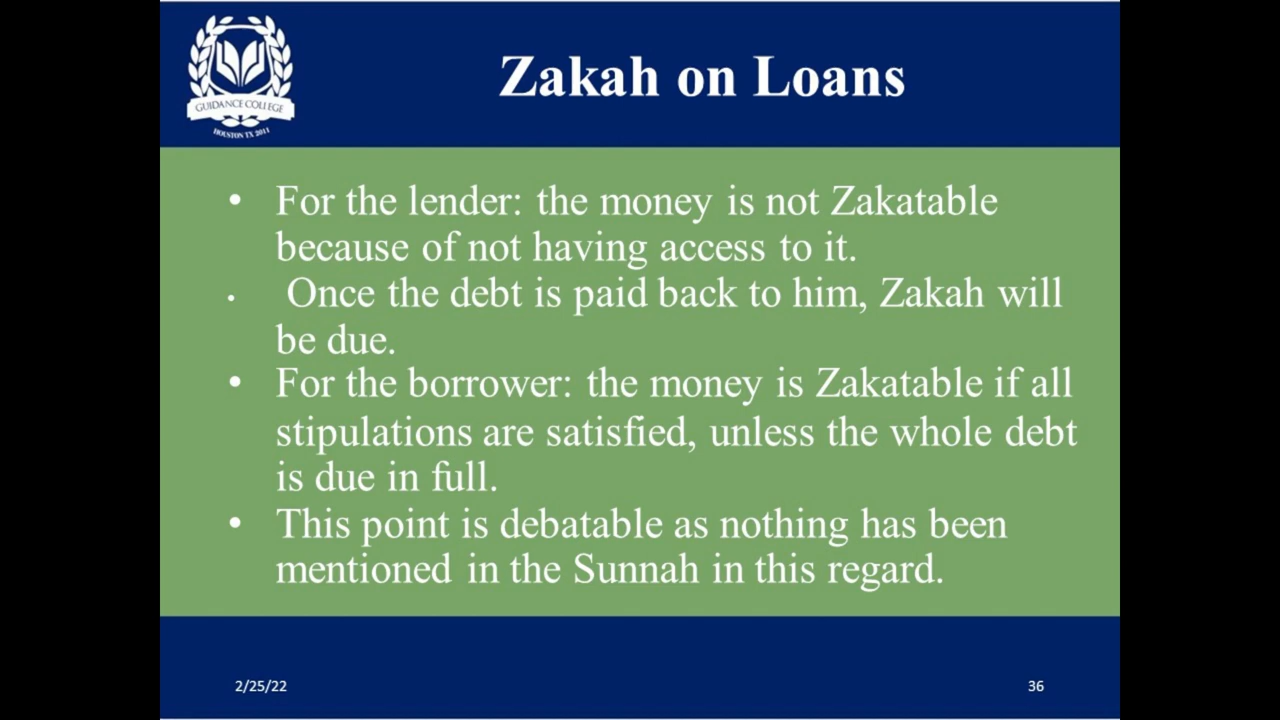 GUIDANCE COLLEGE
HOUSTON TX 2011
Zakah on Loans
• For the lender: the money is not Zakatable
because of not having access to it.
• Once the debt is paid back to him, Zakah will
be due.
• For the borrower: the money is Zakatable if all
stipulations are satisfied, unless the whole debt
is due in full.
• This point is debatable as nothing has been
mentioned in the Sunnah in this regard.
2/25/22
36